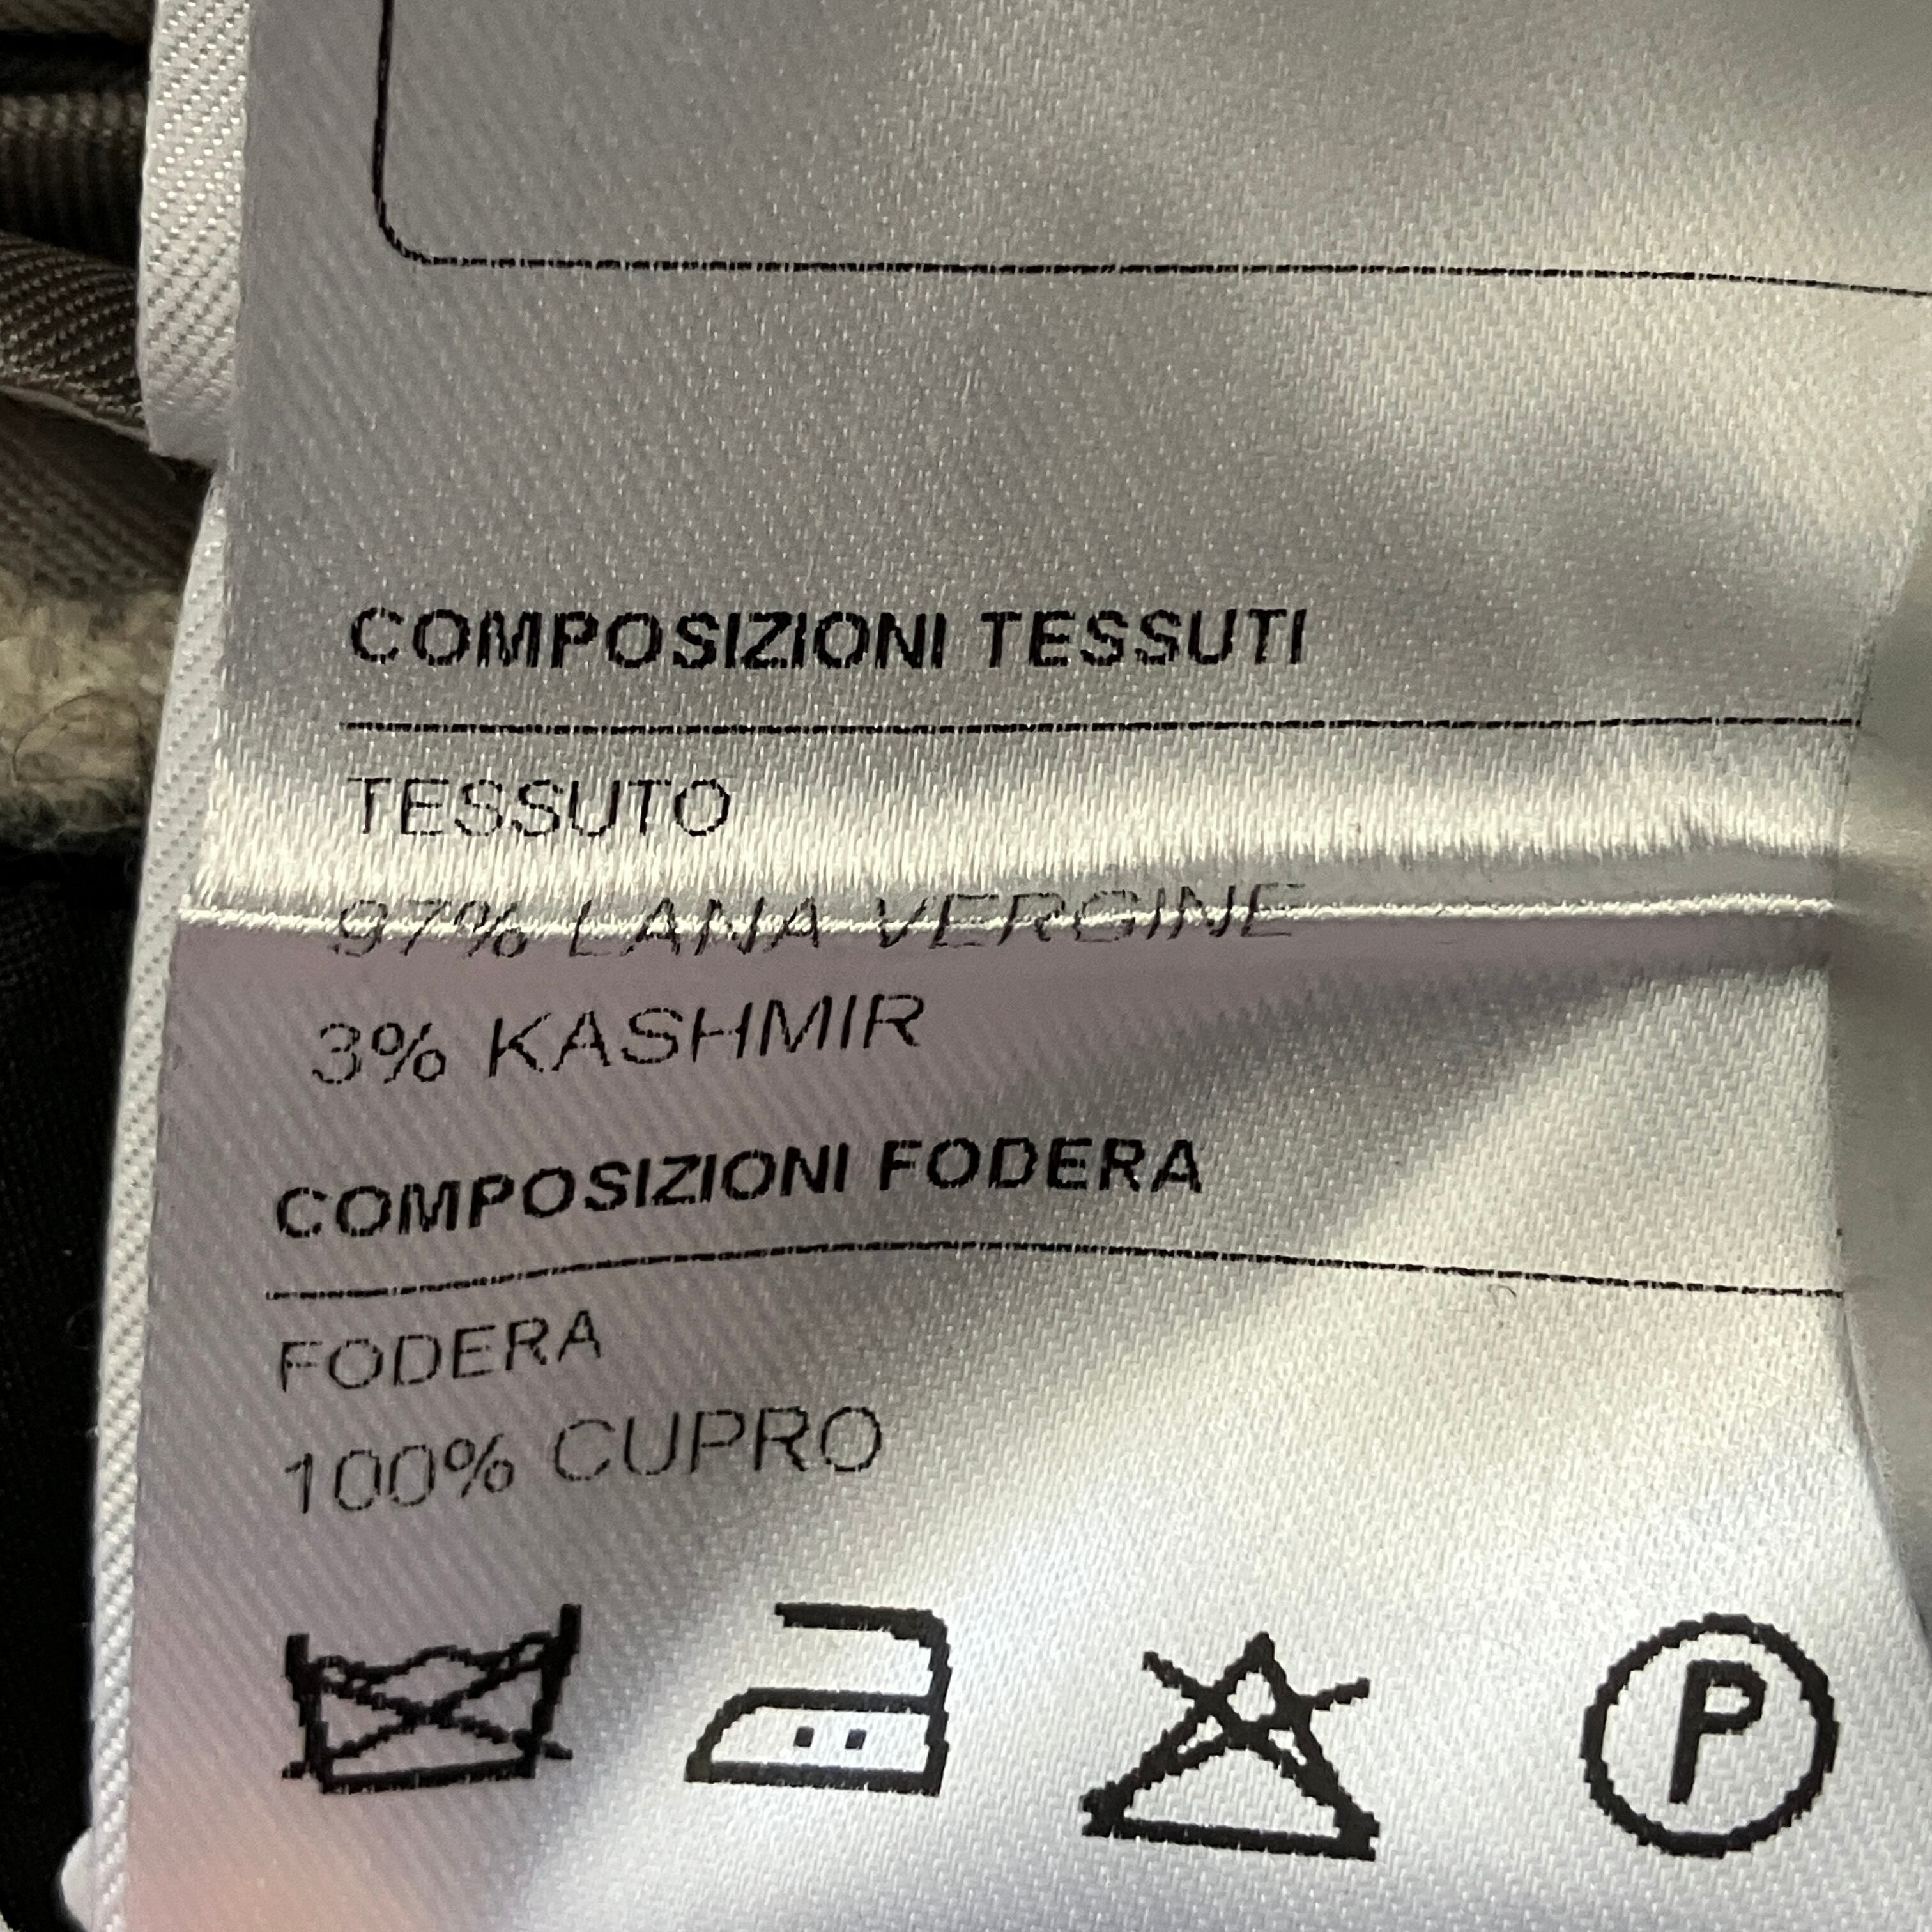 COMPOSIZIONI TESSUTI
TESSUTO
97% LANA VERGINE
3% KASHMIR
COMPOSIZIONI FODERA
FODERA
100% CUPRO
P